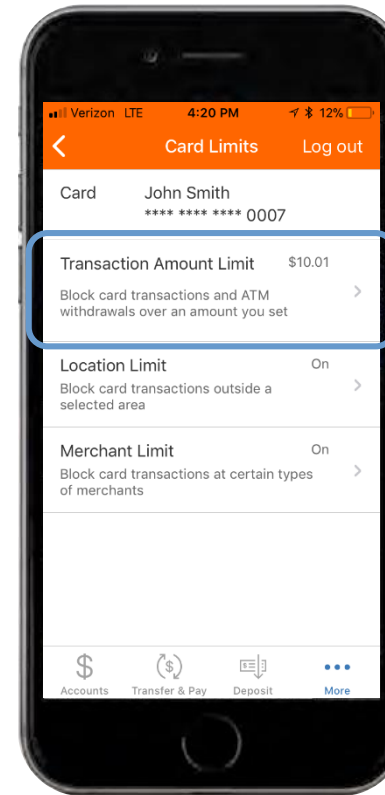 Verizon LTE 4:20 PM 12%
Card Limits Log out
Card John Smith
**** **** **** 0007
Transaction Amount Limit $10.01
Block card transactions and ATM
withdrawals over an amount you set
Location Limit On
Block card transactions outside a
selected area
Merchant Limit On
Block card transactions at certain types
of merchants
Accounts Transfer & Pay Deposit More